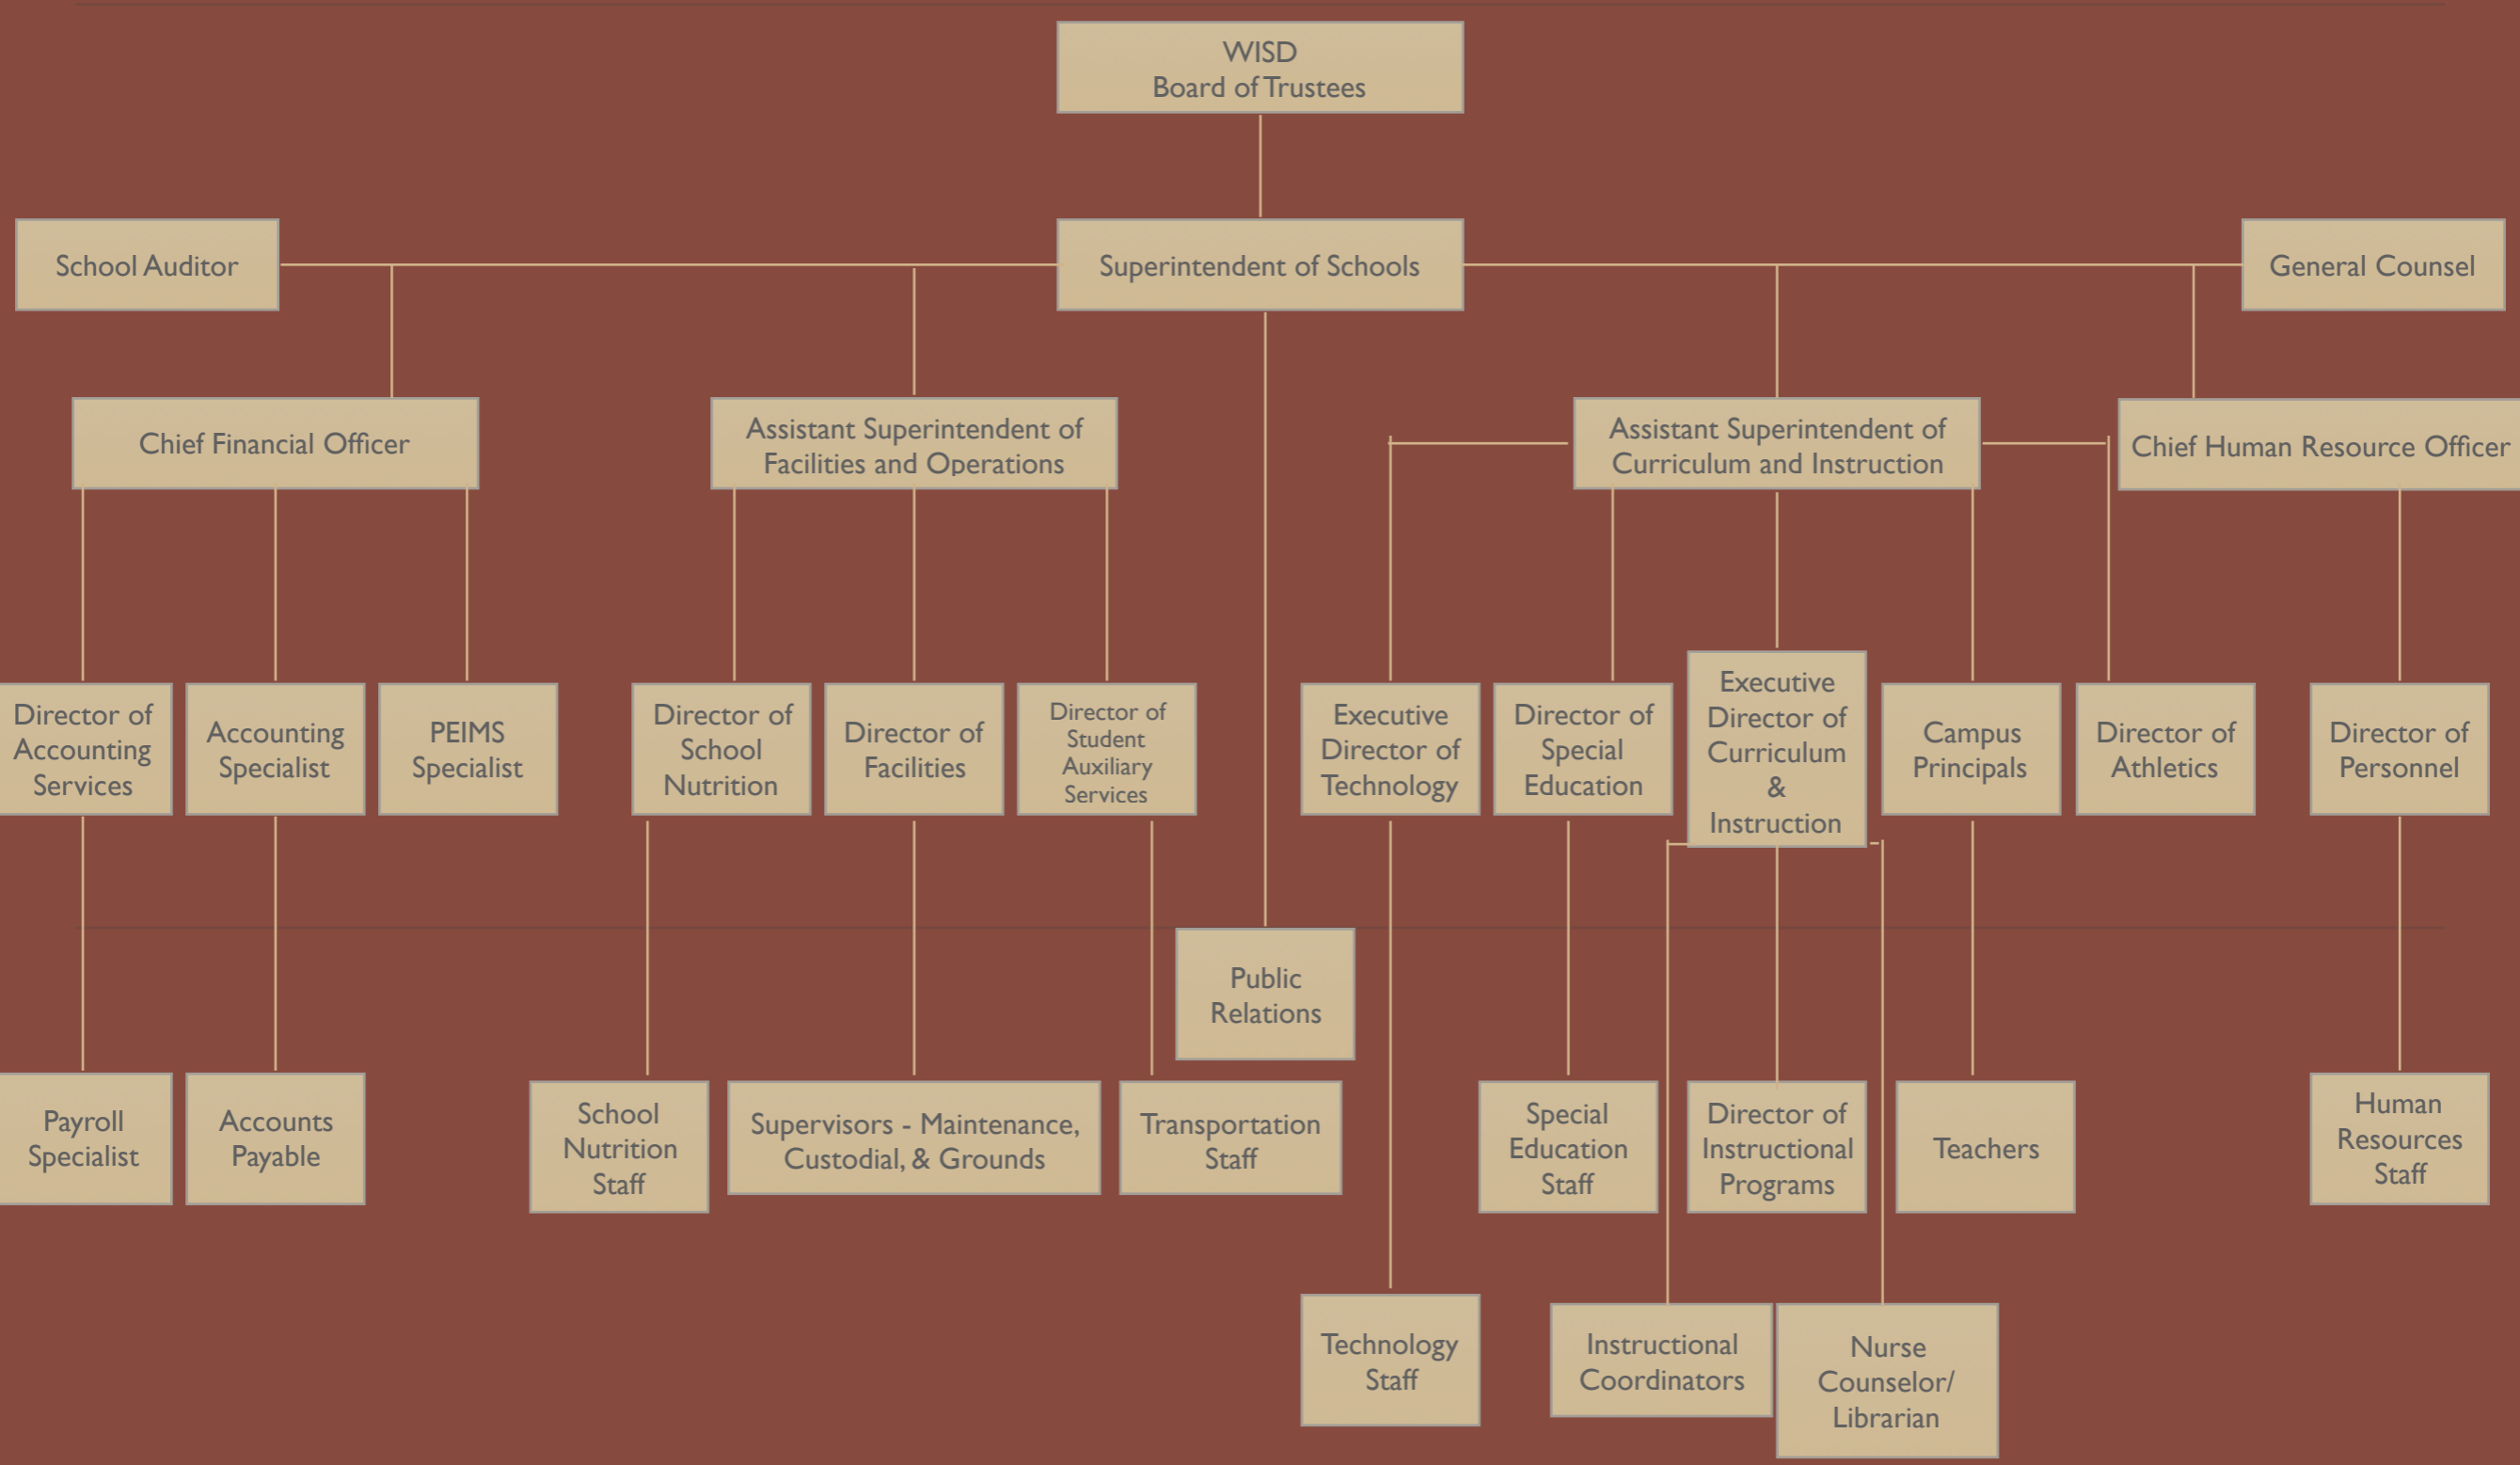 WISD
Board of Trustees
School Auditor
Superintendent of Schools
General Counsel
Chief Financial Officer
Assistant Superintendent of
Facilities and Operations
Assistant Superintendent of
Curriculum and Instruction
Chief Human Resource Officer
Director of
Accounting
Services
Accounting
Specialist
PEIMS
Specialist
Director of
School
Nutrition
Director of
Facilities
Director of
Student
Auxiliary
Services
Executive
Director of
Technology
Director of
Special
Education
Executive
Director of
Curriculum
&
Instruction
Campus
Principals
Director of
Athletics
Director of
Personnel
Public
Relations
Payroll
Specialist
Accounts
Payable
School
Nutrition
Staff
Supervisors - Maintenance,
Custodial, & Grounds
Transportation
Staff
Special
Education
Staff
Director of
Instructional
Programs
Teachers
Human
Resources
Staff
Technology
Staff
Instructional
Coordinators
Nurse
Counselor/
Librarian